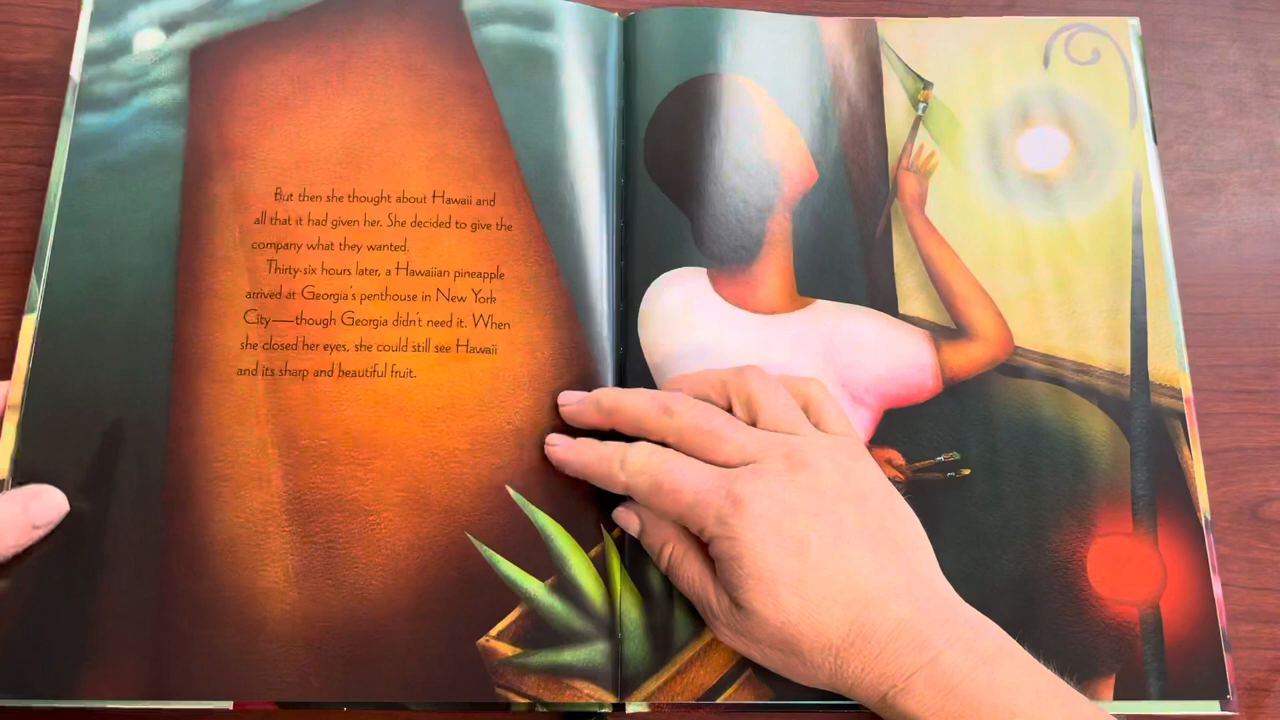 But then she thought about Hawaii and
all that it had given her. She decided to give the
company what they wanted.
Thirty-six hours later, a Hawaiian pineapple
arrived at Georgia's penthouse in New York
City—though Georgia didn't need it. When
she closed her eyes, she could still see Hawaii
and its sharp and beautiful fruit.